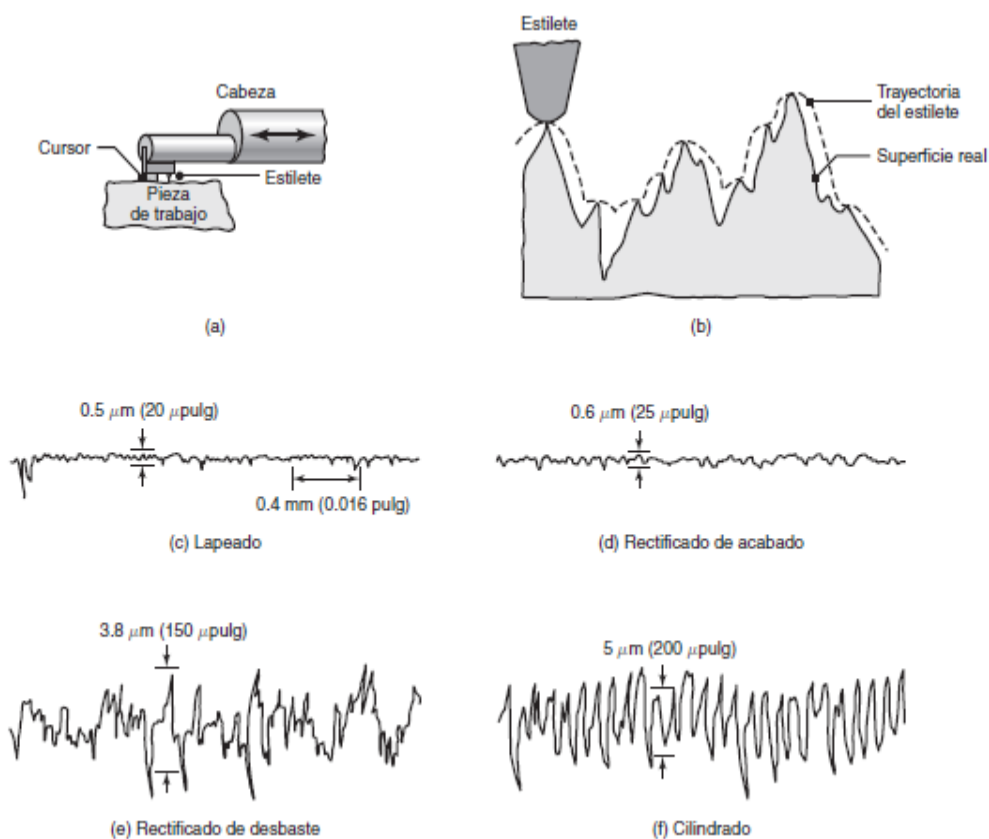 Cabeza
Cursor
Estilete
Pieza
de trabajo
(a)
Estilete
Trayectoria
del estilete
Superficie real
(b)
0.5 μm (20 μpulg)
0.4 mm (0.016 pulg)
(c) Lapeado
0.6 μm (25 μpulg)
(d) Rectificado de acabado
3.8 μm (150 μpulg)
(e) Rectificado de desbaste
5 μm (200 μpulg)
(f) Cilindrado